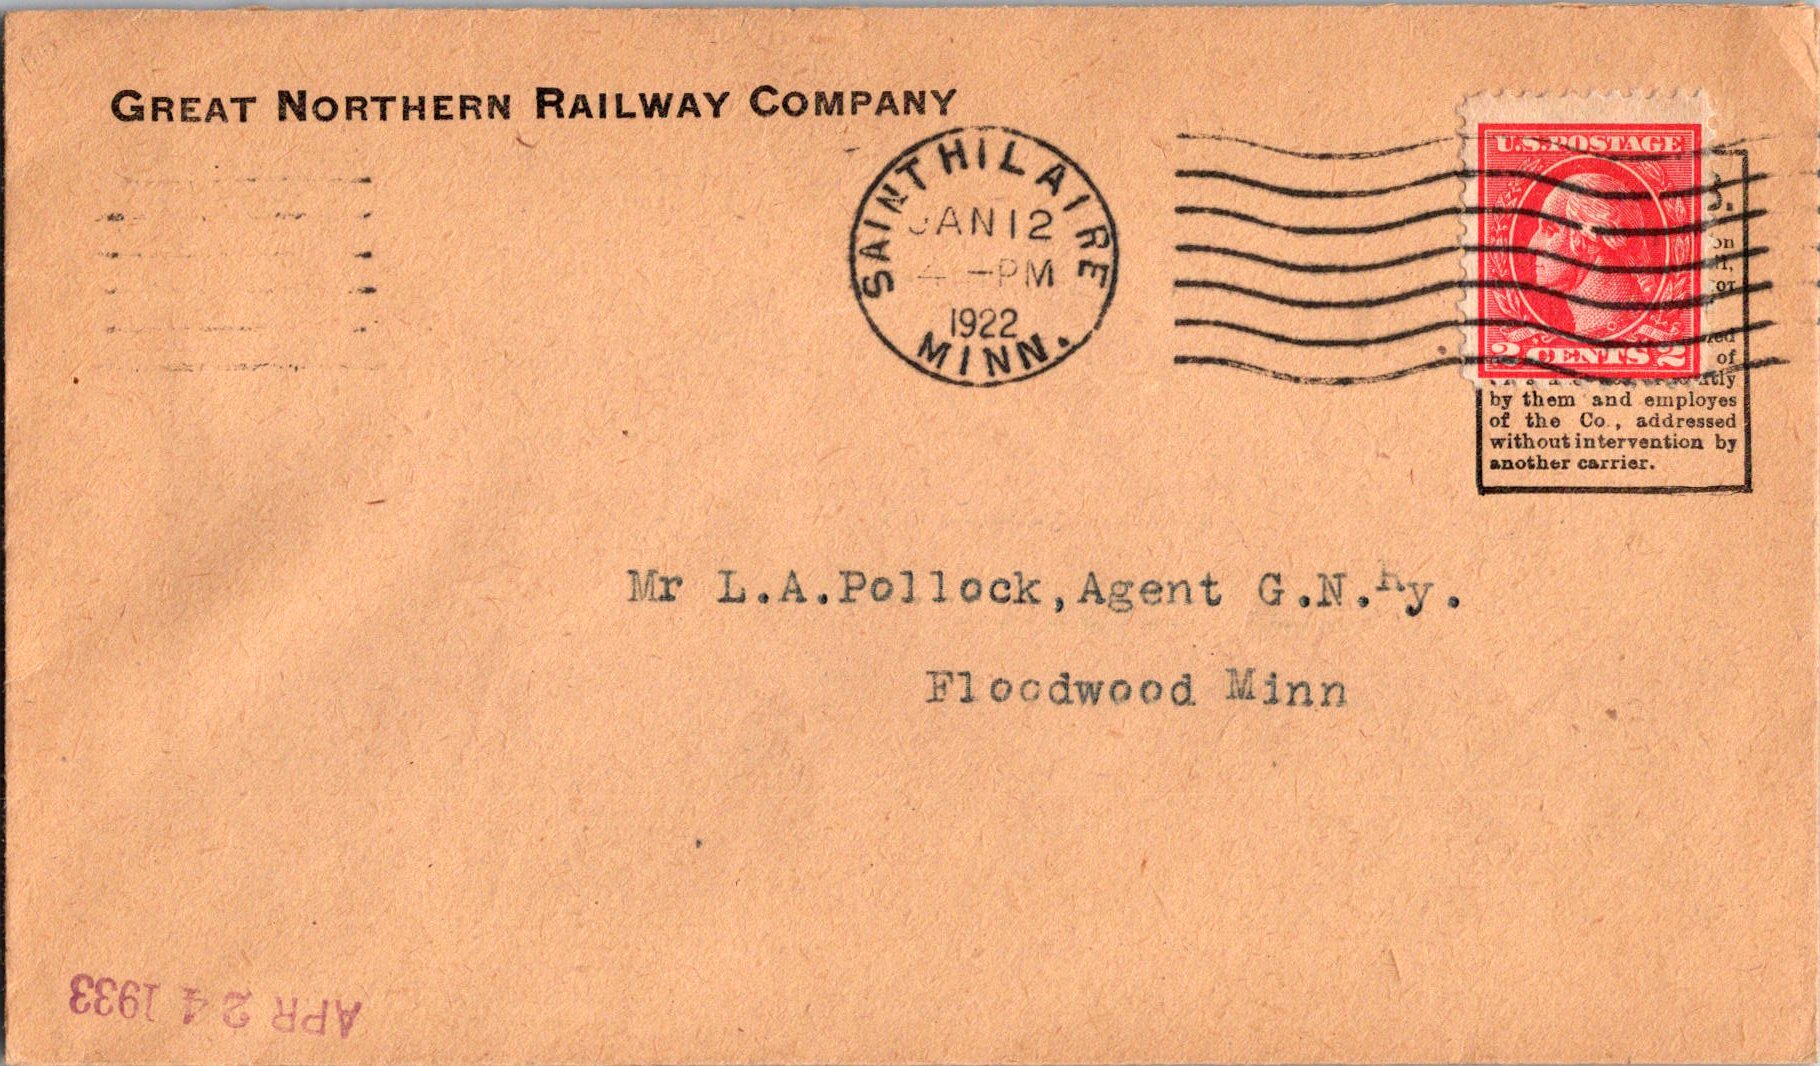 GREAT NORTHERN RAILWAY COMPANY
SAINT HILAIRE
JAN 12
4 -PM
1922
MINN.
U.S. POSTAGE
2 CENTS 2
by them and employes
of the Co., addressed
without intervention by
another carrier.
Mr L.A.Pollock,Agent G.N.Ry.
Floodwood Minn
APR 24 1933